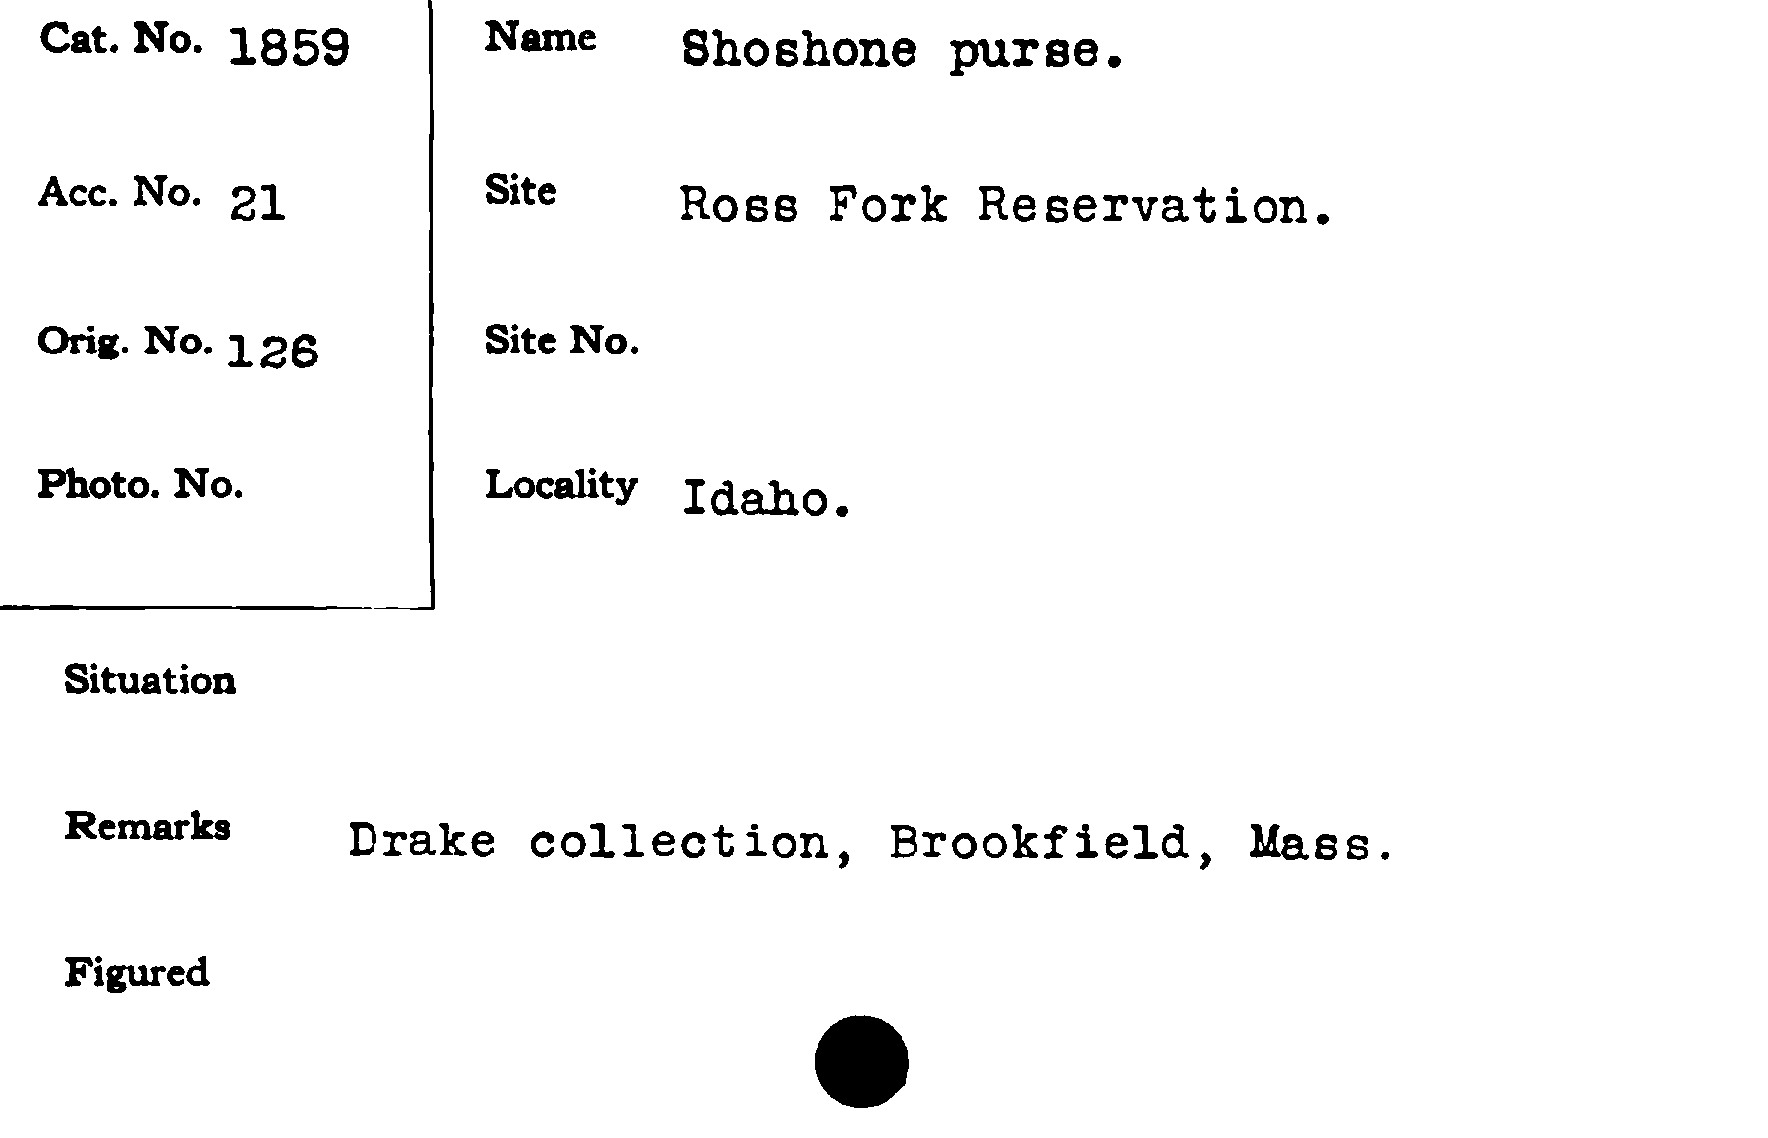 Cat. No. 1859
Name Shoshone purse.
Acc. No. 21
Site Ross Fork Reservation.
Orig. No. 126
Site No.
Photo. No.
Locality Idaho.
Situation
Remarks Drake collection, Brookfield, Mass.
Figured